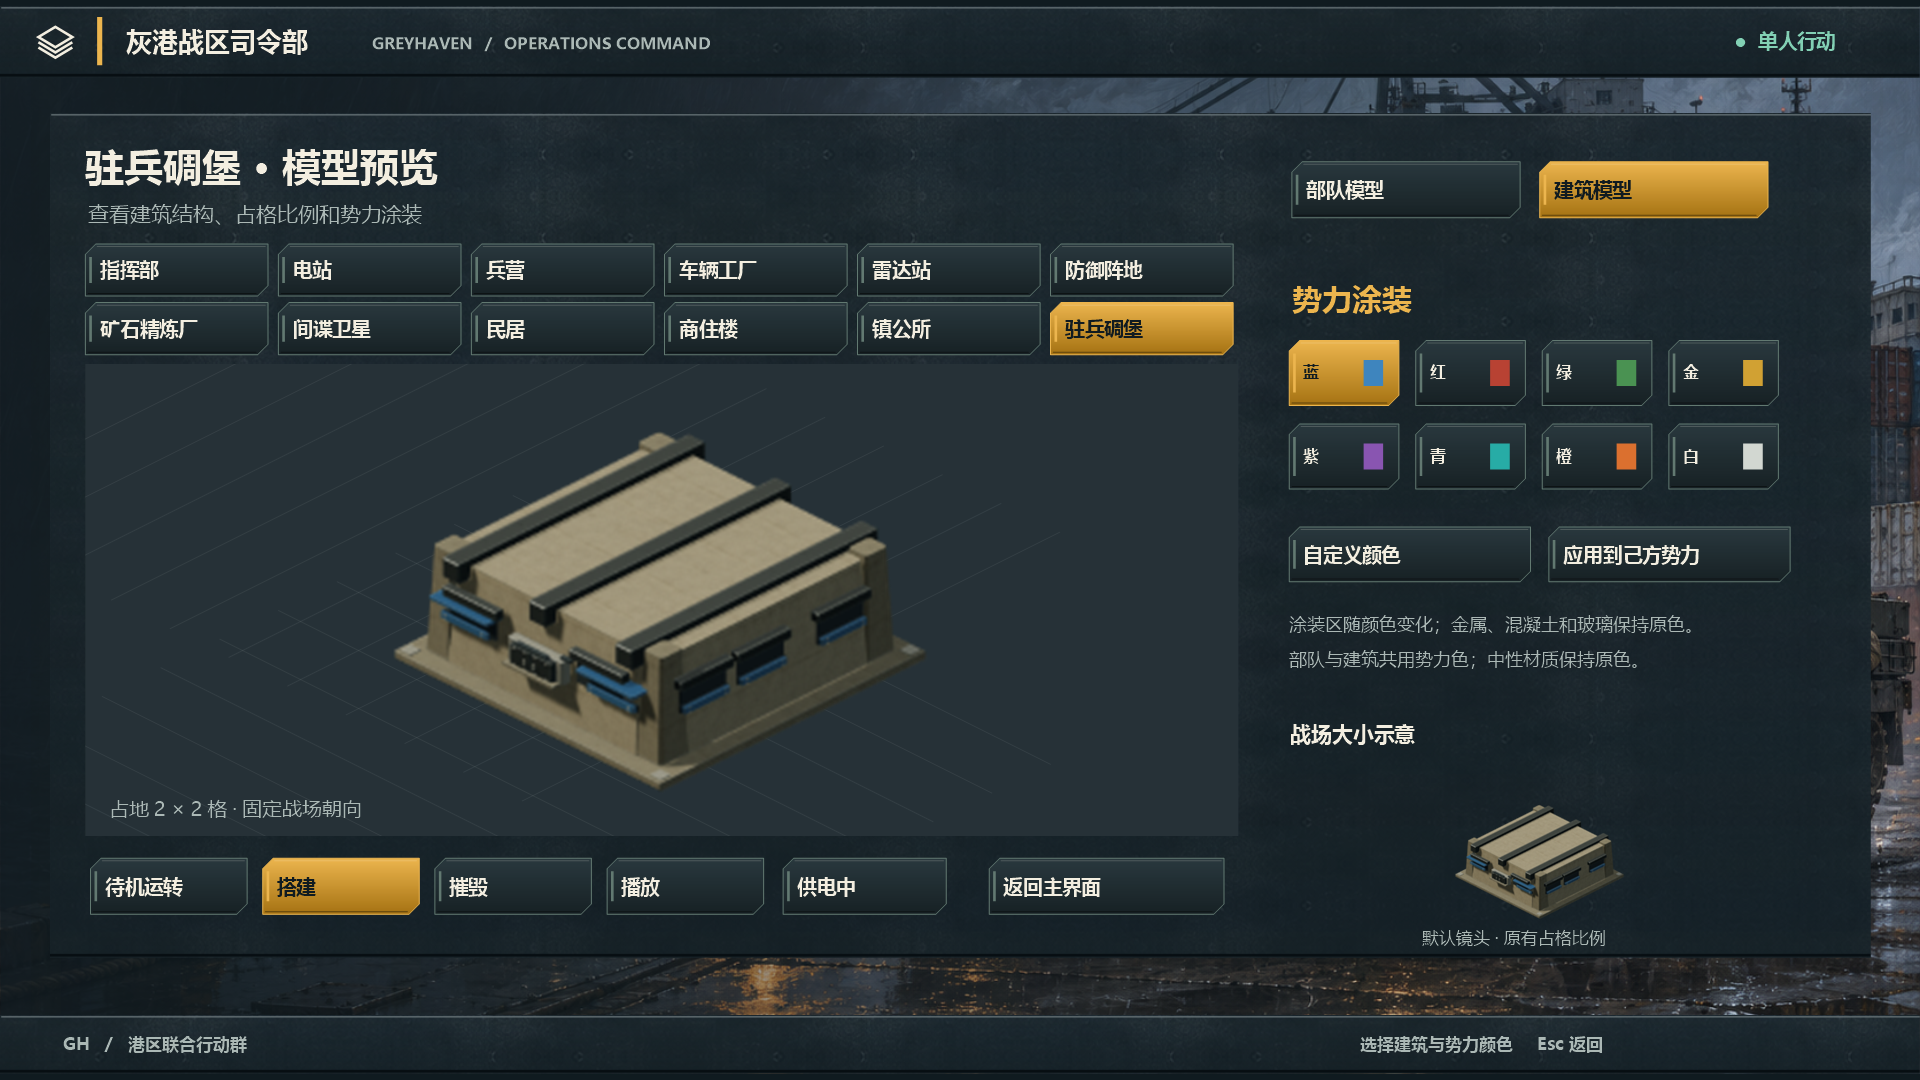 灰港战区司令部
GREYHAVEN / OPERATIONS COMMAND
单人行动
驻兵碉堡·模型预览
查看建筑结构、占格比例和势力涂装
部队模型
建筑模型
指挥部
电站
兵营
车辆工厂
雷达站
防御阵地
矿石精炼厂
间谍卫星
民居
商住楼
镇公所
驻兵碉堡
势力涂装
蓝
红
绿
金
紫
青
橙
白
自定义颜色
应用到己方势力
涂装区随颜色变化；金属、混凝土和玻璃保持原色。
部队与建筑共用势力色；中性材质保持原色。
战场大小示意
占地 2 × 2 格 · 固定战场朝向
待机运转
搭建
摧毁
播放
供电中
返回主界面
默认镜头 · 原有占格比例
GH / 港区联合行动群
选择建筑与势力颜色
Esc 返回